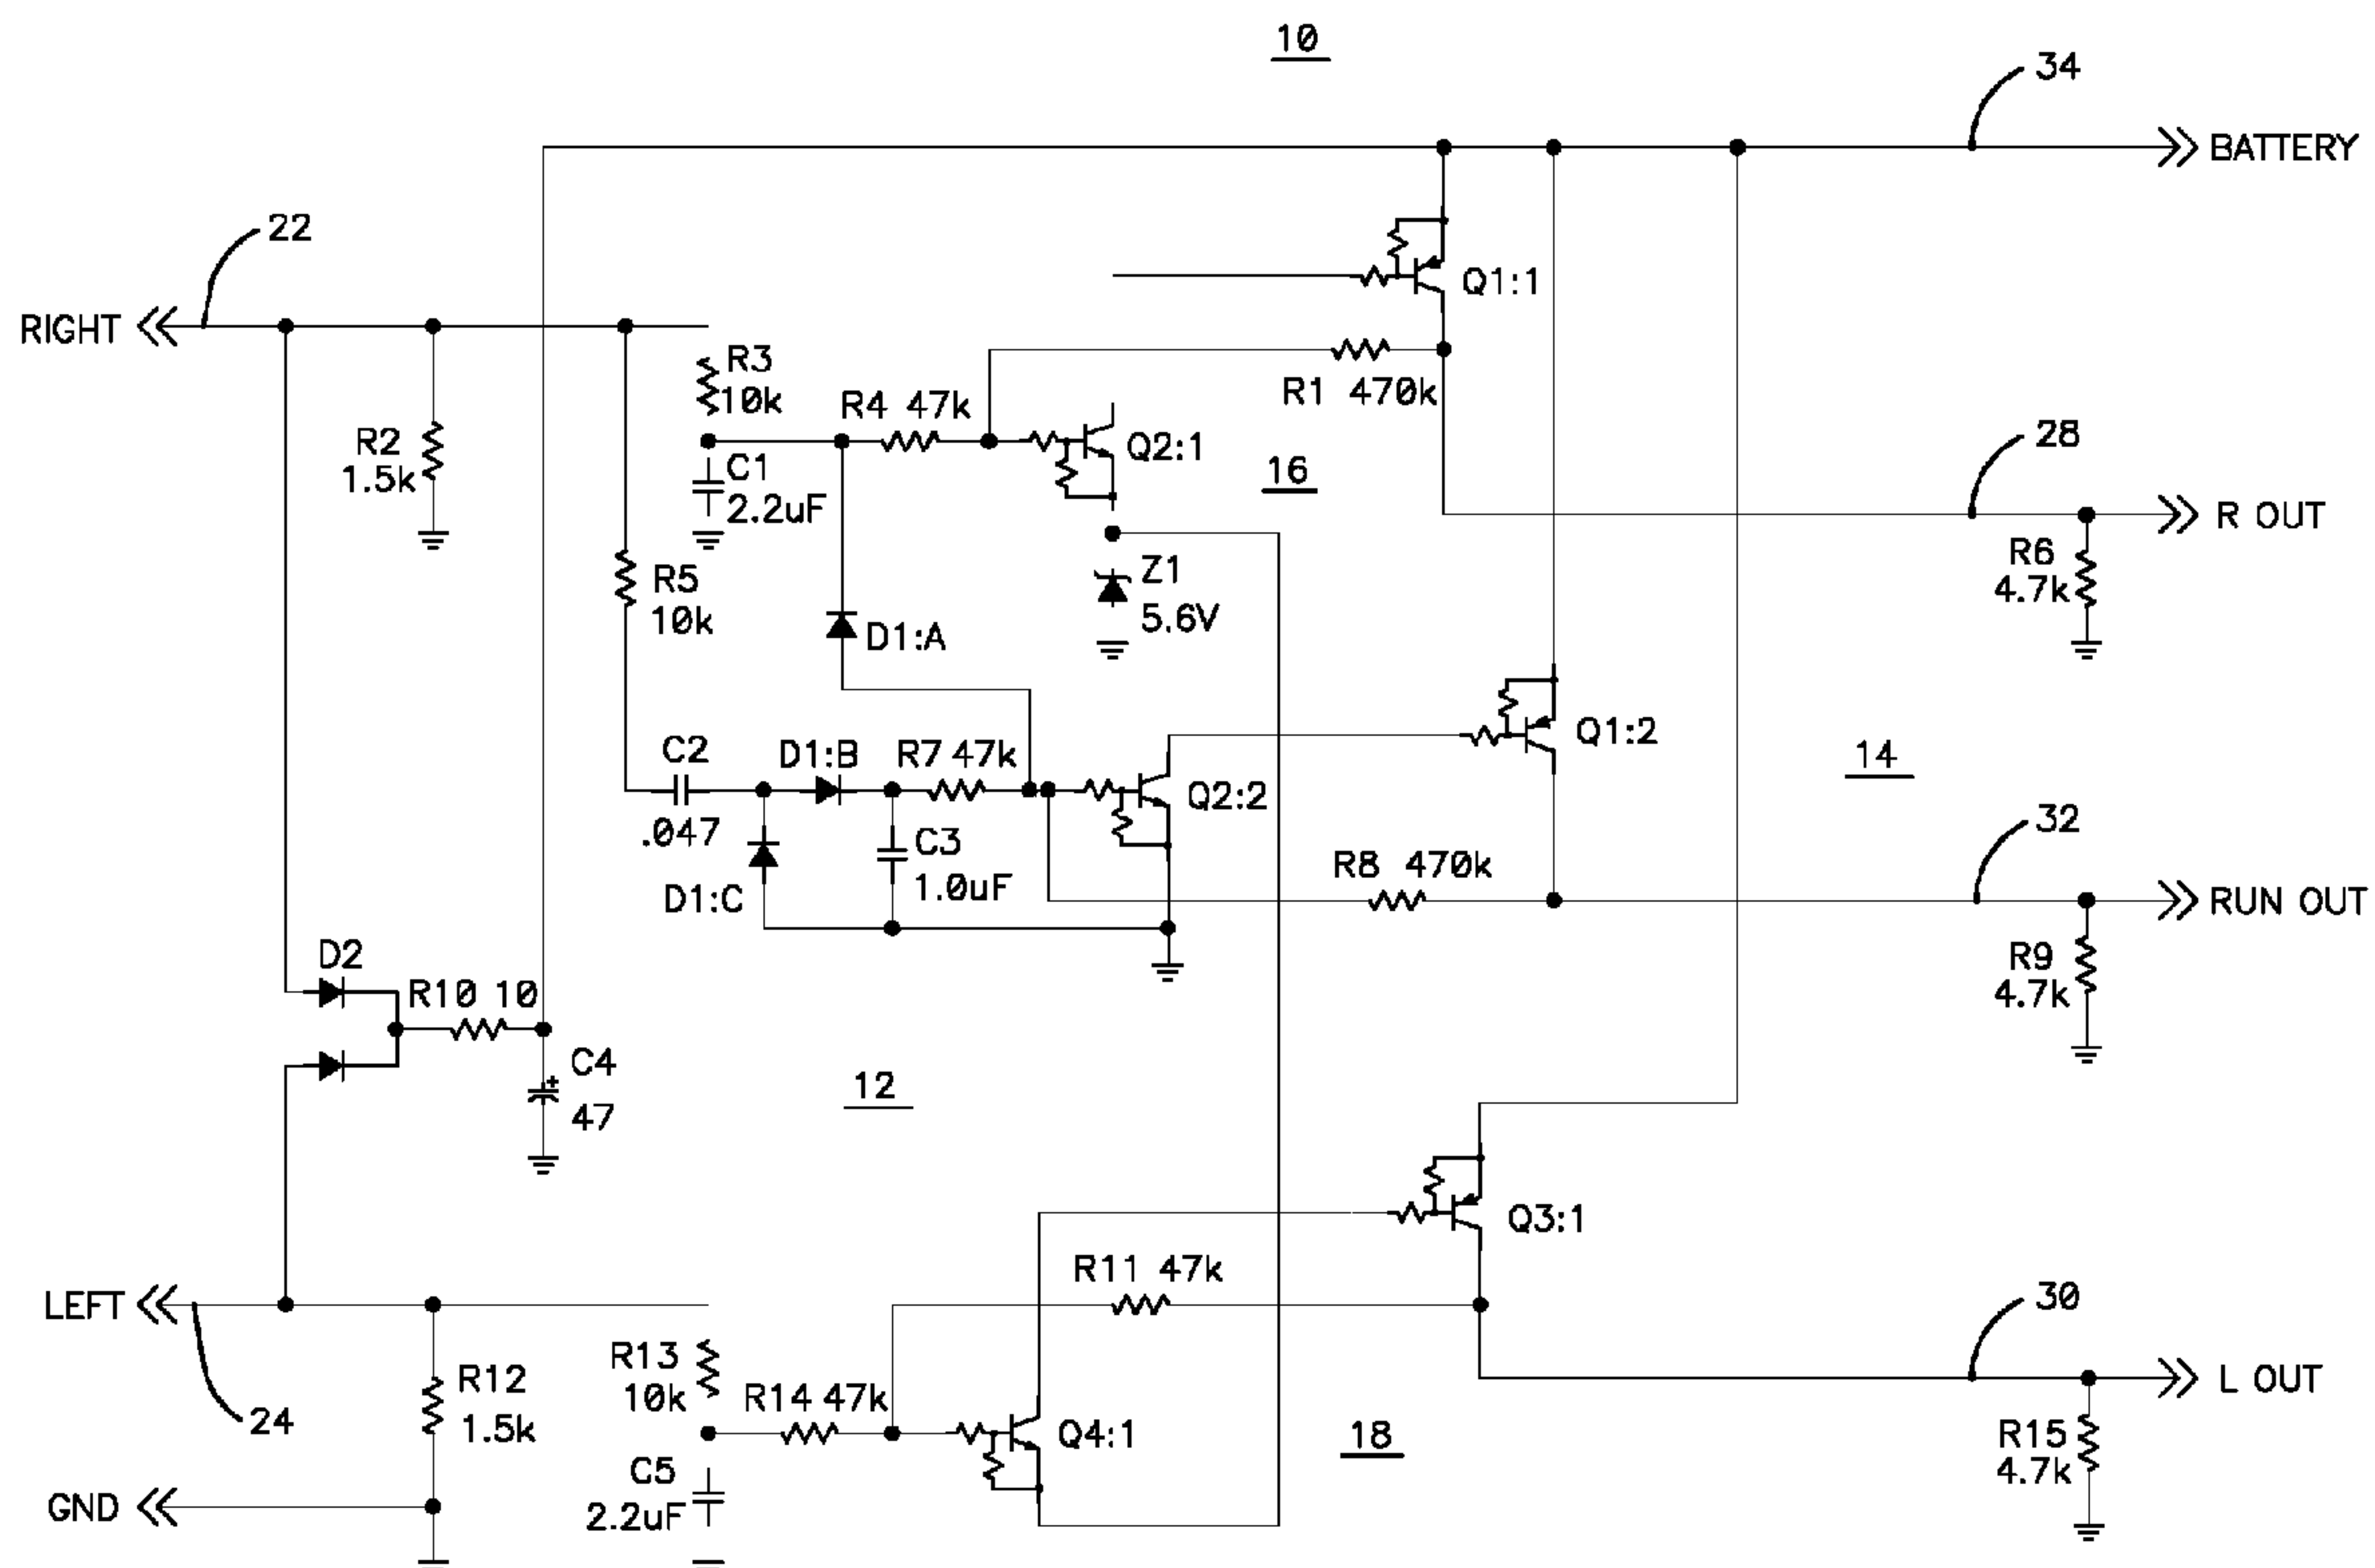 10
34
BATTERY
22
RIGHT
Q1:1
R3
10k
R1 470k
R4 47k
R2
1.5k
Q2:1
28
C1
2.2uF
16
R OUT
R6
4.7k
Z1
5.6V
R5
10k
D1:A
Q1:2
C2
D1:B
R7 47k
14
Q2:2
.047
C3
1.0uF
32
R8 470k
D1:C
RUN OUT
D2
R9
4.7k
R10 10
C4
47
12
Q3:1
R11 47k
LEFT
30
R13
10k
R12
1.5k
R14 47k
L OUT
24
Q4:1
18
R15
4.7k
C5
2.2uF
GND